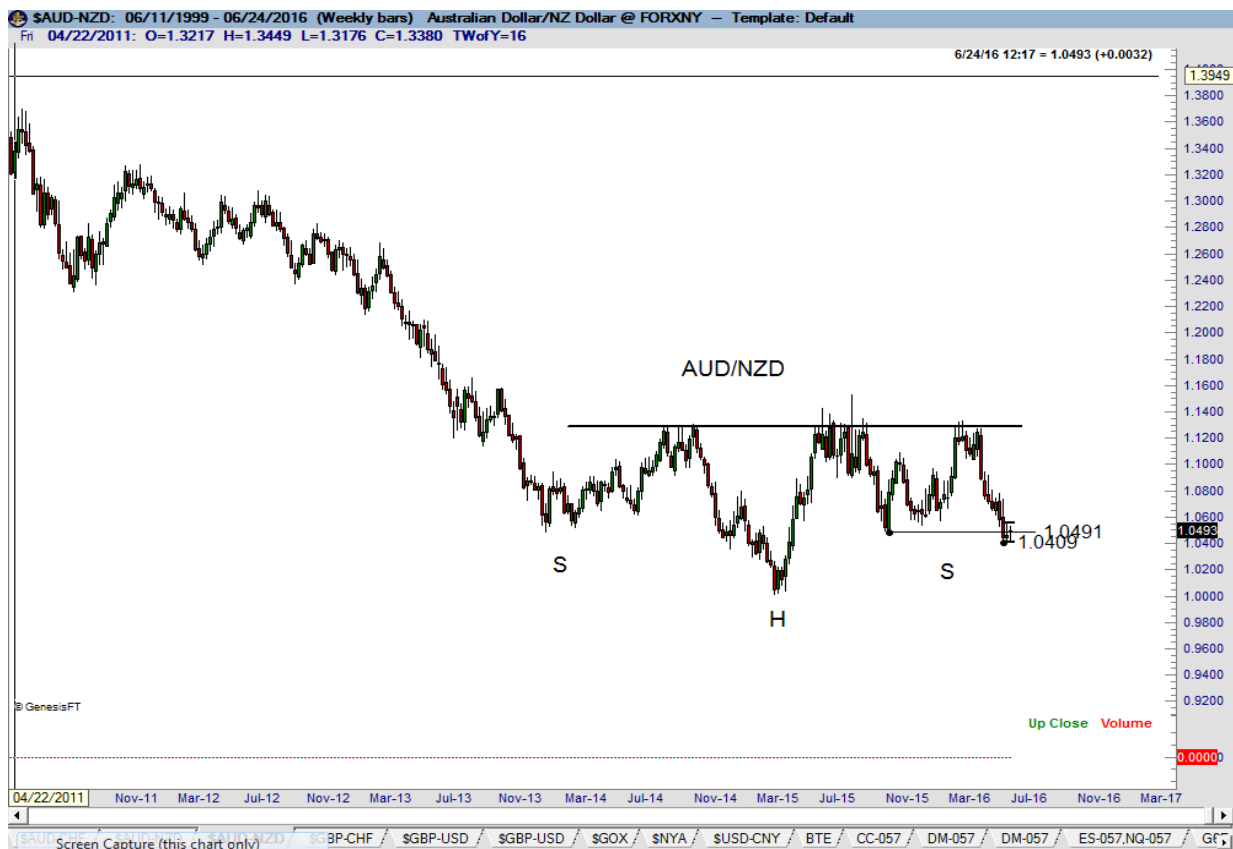 $AUD-NZD: 06/11/1999 - 06/24/2016 (Weekly bars) Australian Dollar/NZ Dollar @ FORXNY — Template: Default
Fri 04/22/2011: O=1.3217 H=1.3449 L=1.3176 C=1.3380 TWofY=16
6/24/16 12:17 = 1.0493 (+0.0032)
1.3949
1.3800
1.3600
1.3400
1.3200
1.3000
1.2800
1.2600
1.2400
1.2200
1.2000
1.1800
AUD/NZD
1.1600
1.1400
1.1200
1.1000
1.0800
1.0600
1.0491
1.0493
1.0409
1.0400
S
S
1.0200
1.0000
H
0.9800
0.9600
0.9400
0.9200
© GenesisFT
Up Close Volume
0.0000
04/22/2011 Nov-11 Mar-12 Jul-12 Nov-12 Mar-13 Jul-13 Nov-13 Mar-14 Jul-14 Nov-14 Mar-15 Jul-15 Nov-15 Mar-16 Jul-16 Nov-16 Mar-17
$AUD-CHF $AUD-NZD $AUD-NZD $GBP-CHF $GBP-USD $GBP-USD $GOX $NYA $USD-CNY BTE CC-057 DM-057 DM-057 ES-057,NQ-057
Screen Capture (this chart only)